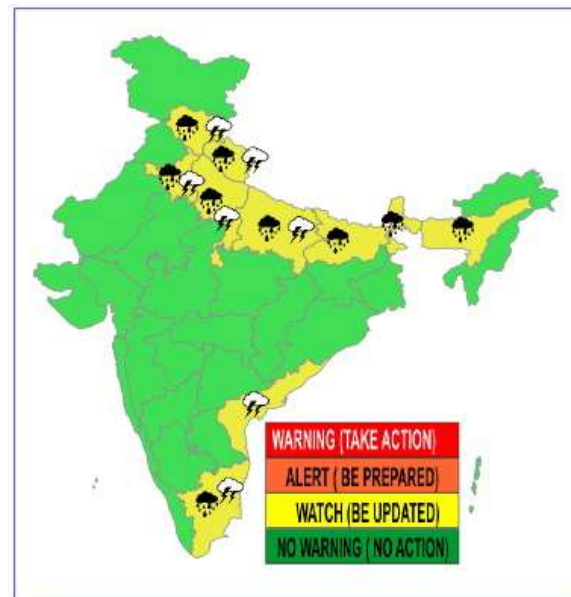 WARNING (TAKE ACTION)
ALERT ( BE PREPARED)
WATCH (BE UPDATED)
NO WARNING ( NO ACTION)